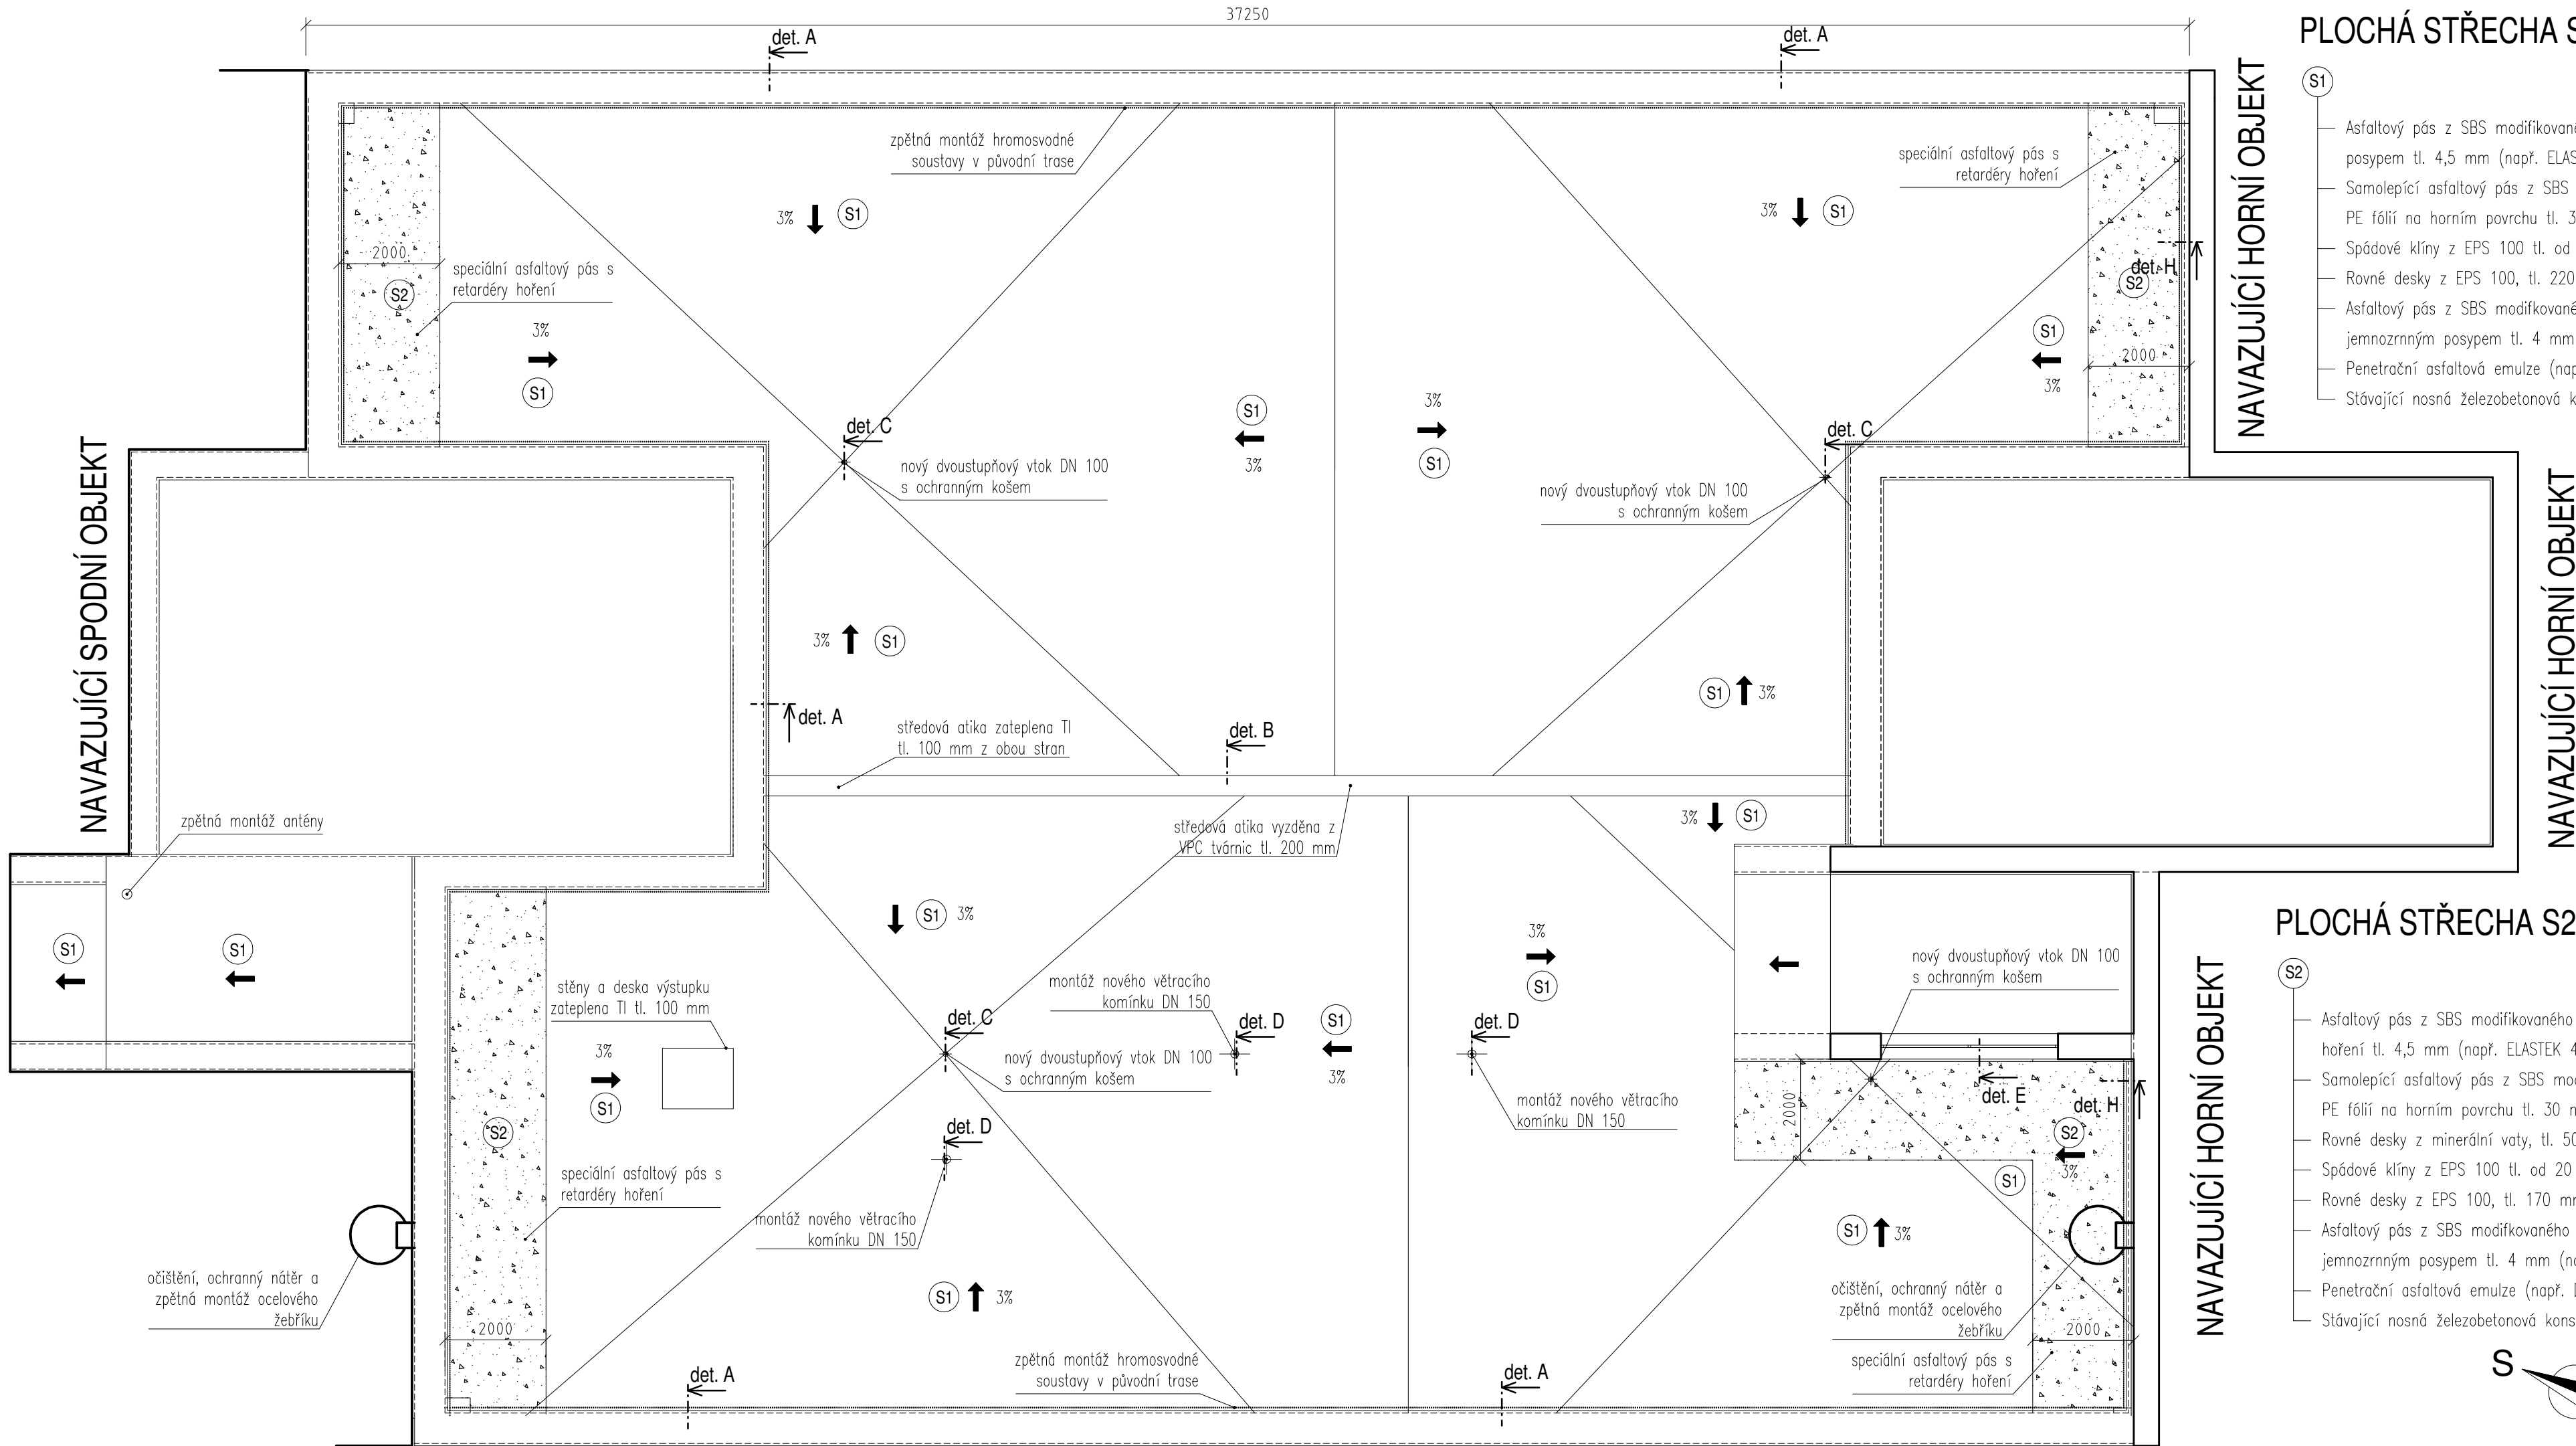 37250
det. A
det. A
PLOCHÁ STŘECHA
S1
Asfaltový pás z SBS
posypem tl. 4,5 mm (např.
Samolepící asfaltový pás z SBS
PE fólií na horním povrchu tl.
Spádové klíny z EPS 100 tl. od
Rovné desky z EPS 100, tl. 220
Asfaltový pás z SBS
jemnozrnným posypem tl. 4 mm
Penetrační asfaltová emulze
Stávající nosná železobetonová
NAVAZUJÍCÍ HORNÍ OBJEKT
zpětná montáž hromosvodné
soustavy v původní trase
speciální asfaltový pás s
retardéry hoření
3%
S1
3%
S1
2000
S2
speciální asfaltový pás s
retardéry hoření
det. H
S2
3%
S1
S1
3%
2000
S1
3%
3%
S1
det. C
nový dvoustupňový vtok DN 100
s ochranným košem
det. C
nový dvoustupňový vtok DN 100
s ochranným košem
NAVAZUJÍCÍ SPODNÍ OBJEKT
NAVAZUJÍCÍ HORNÍ OBJEKT
3%
S1
S1
3%
det. A
středová atika zateplena TI
tl. 100 mm z obou stran
det. B
zpětná montáž antény
středová atika vyzděna z
VPC tvárnic tl. 200 mm
3%
S1
S1
S1
S1
3%
3%
S1
stěny a deska výstupku
zateplena TI tl. 100 mm
montáž nového větracího
komínku DN 150
nový dvoustupňový vtok DN 100
s ochranným košem
3%
S1
det. C
nový dvoustupňový vtok DN 100
s ochranným košem
det. D
S1
3%
det. D
montáž nového větracího
komínku DN 150
2000
det. E
det. H
S2
3%
S1
S2
det. D
speciální asfaltový pás s
retardéry hoření
montáž nového větracího
komínku DN 150
S1
3%
očištění, ochranný nátěr a
zpětná montáž ocelového
žebříku
S1
3%
očištění, ochranný nátěr a
zpětná montáž ocelového
žebříku
2000
2000
zpětná montáž hromosvodné
soustavy v původní trase
speciální asfaltový pás s
retardéry hoření
det. A
det. A
NAVAZUJÍCÍ HORNÍ OBJEKT
PLOCHÁ STŘECHA S2
S2
Asfaltový pás z SBS modifikovaného
hoření tl. 4,5 mm (např. ELASTEK
Samolepící asfaltový pás z SBS
PE fólií na horním povrchu tl. 30
Rovné desky z minerální vaty, tl.
Spádové klíny z EPS 100 tl. od 20
Rovné desky z EPS 100, tl. 170
Asfaltový pás z SBS modifkovaného
jemnozrnným posypem tl. 4 mm
Penetrační asfaltová emulze (např.
Stávající nosná železobetonová
S